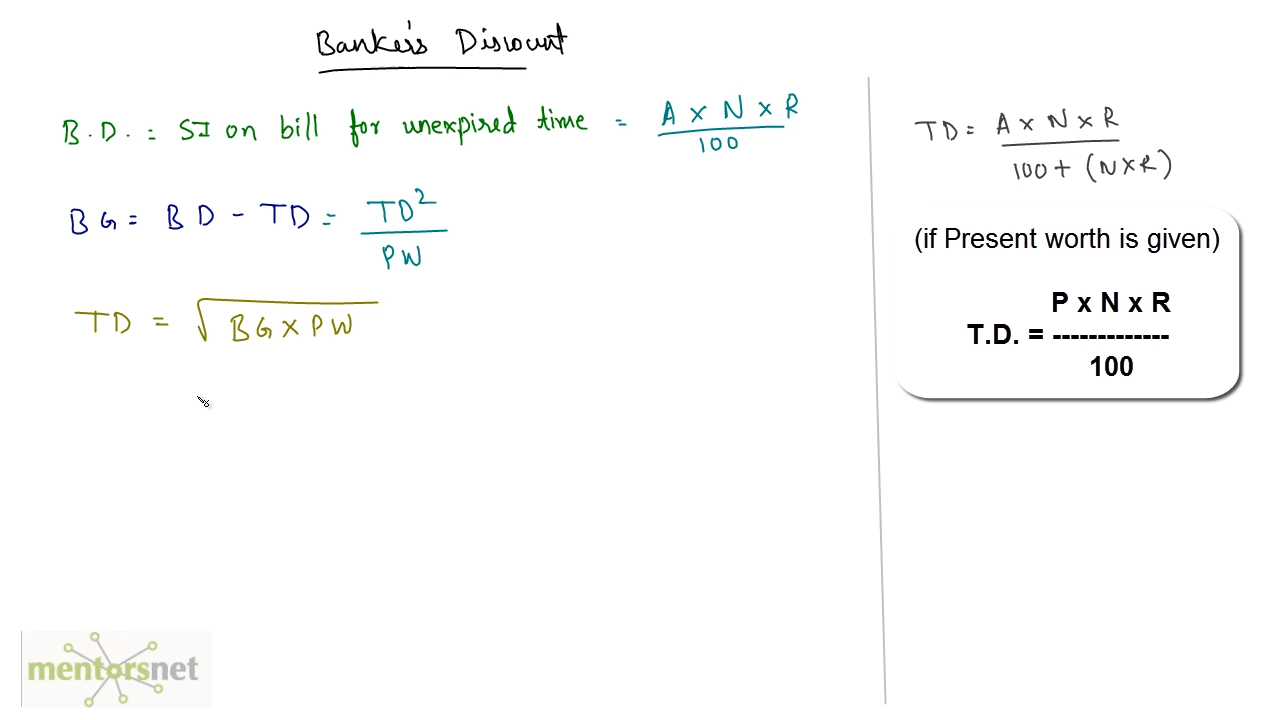 Banker's Discount
B.D. = SI on bill for unexpired time = A x N x R
100
BG = BD - TD = TD²
PW
TD = √BG x PW
TD = A x N x R
100 + (N x R)
(if Present worth is given)
P x N x R
T.D. = -------------
100
mentorsnet